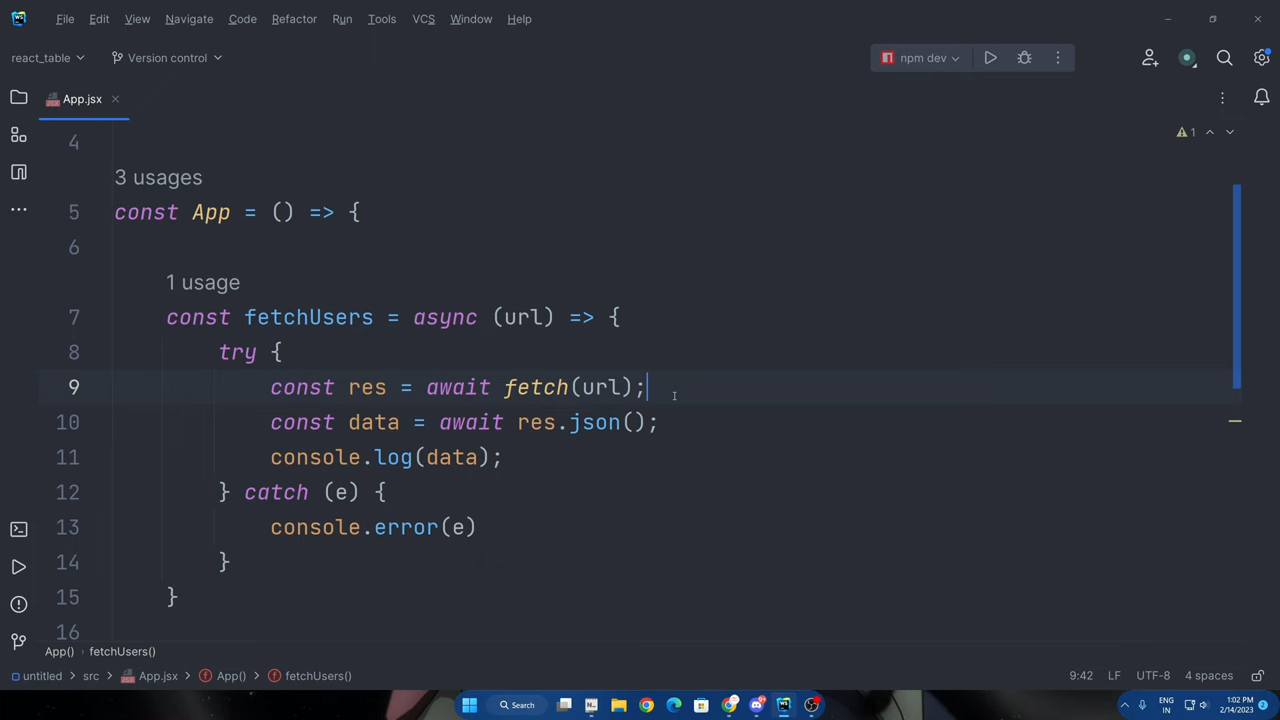 WS File Edit View Navigate Code Refactor Run Tools VCS Window Help
react_table Version control npm dev
JSX App.jsx
1
4
3 usages
5 const App = () => {
6
1 usage
7 const fetchUsers = async (url) => {
8 try {
9 const res = await fetch(url);
10 const data = await res.json();
11 console.log(data);
12 } catch (e) {
13 console.error(e)
14 }
15 }
16
App() fetchUsers()
untitled src App.jsx App() fetchUsers() 9:42 LF UTF-8 4 spaces
Search ENG IN 1:02 PM 2/14/2023